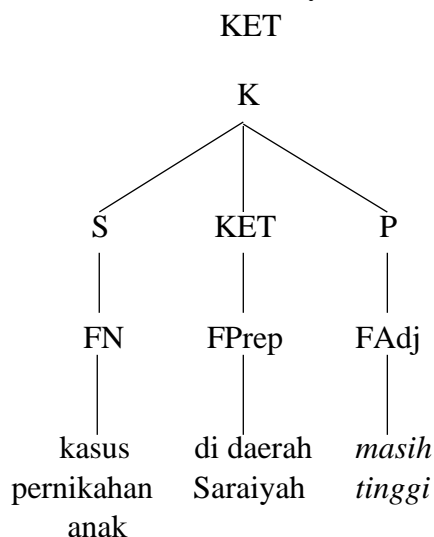 KET
K
S KET P
FN FPrep FAdj
kasus di daerah masih
pernikahan Saraiyah tinggi
anak